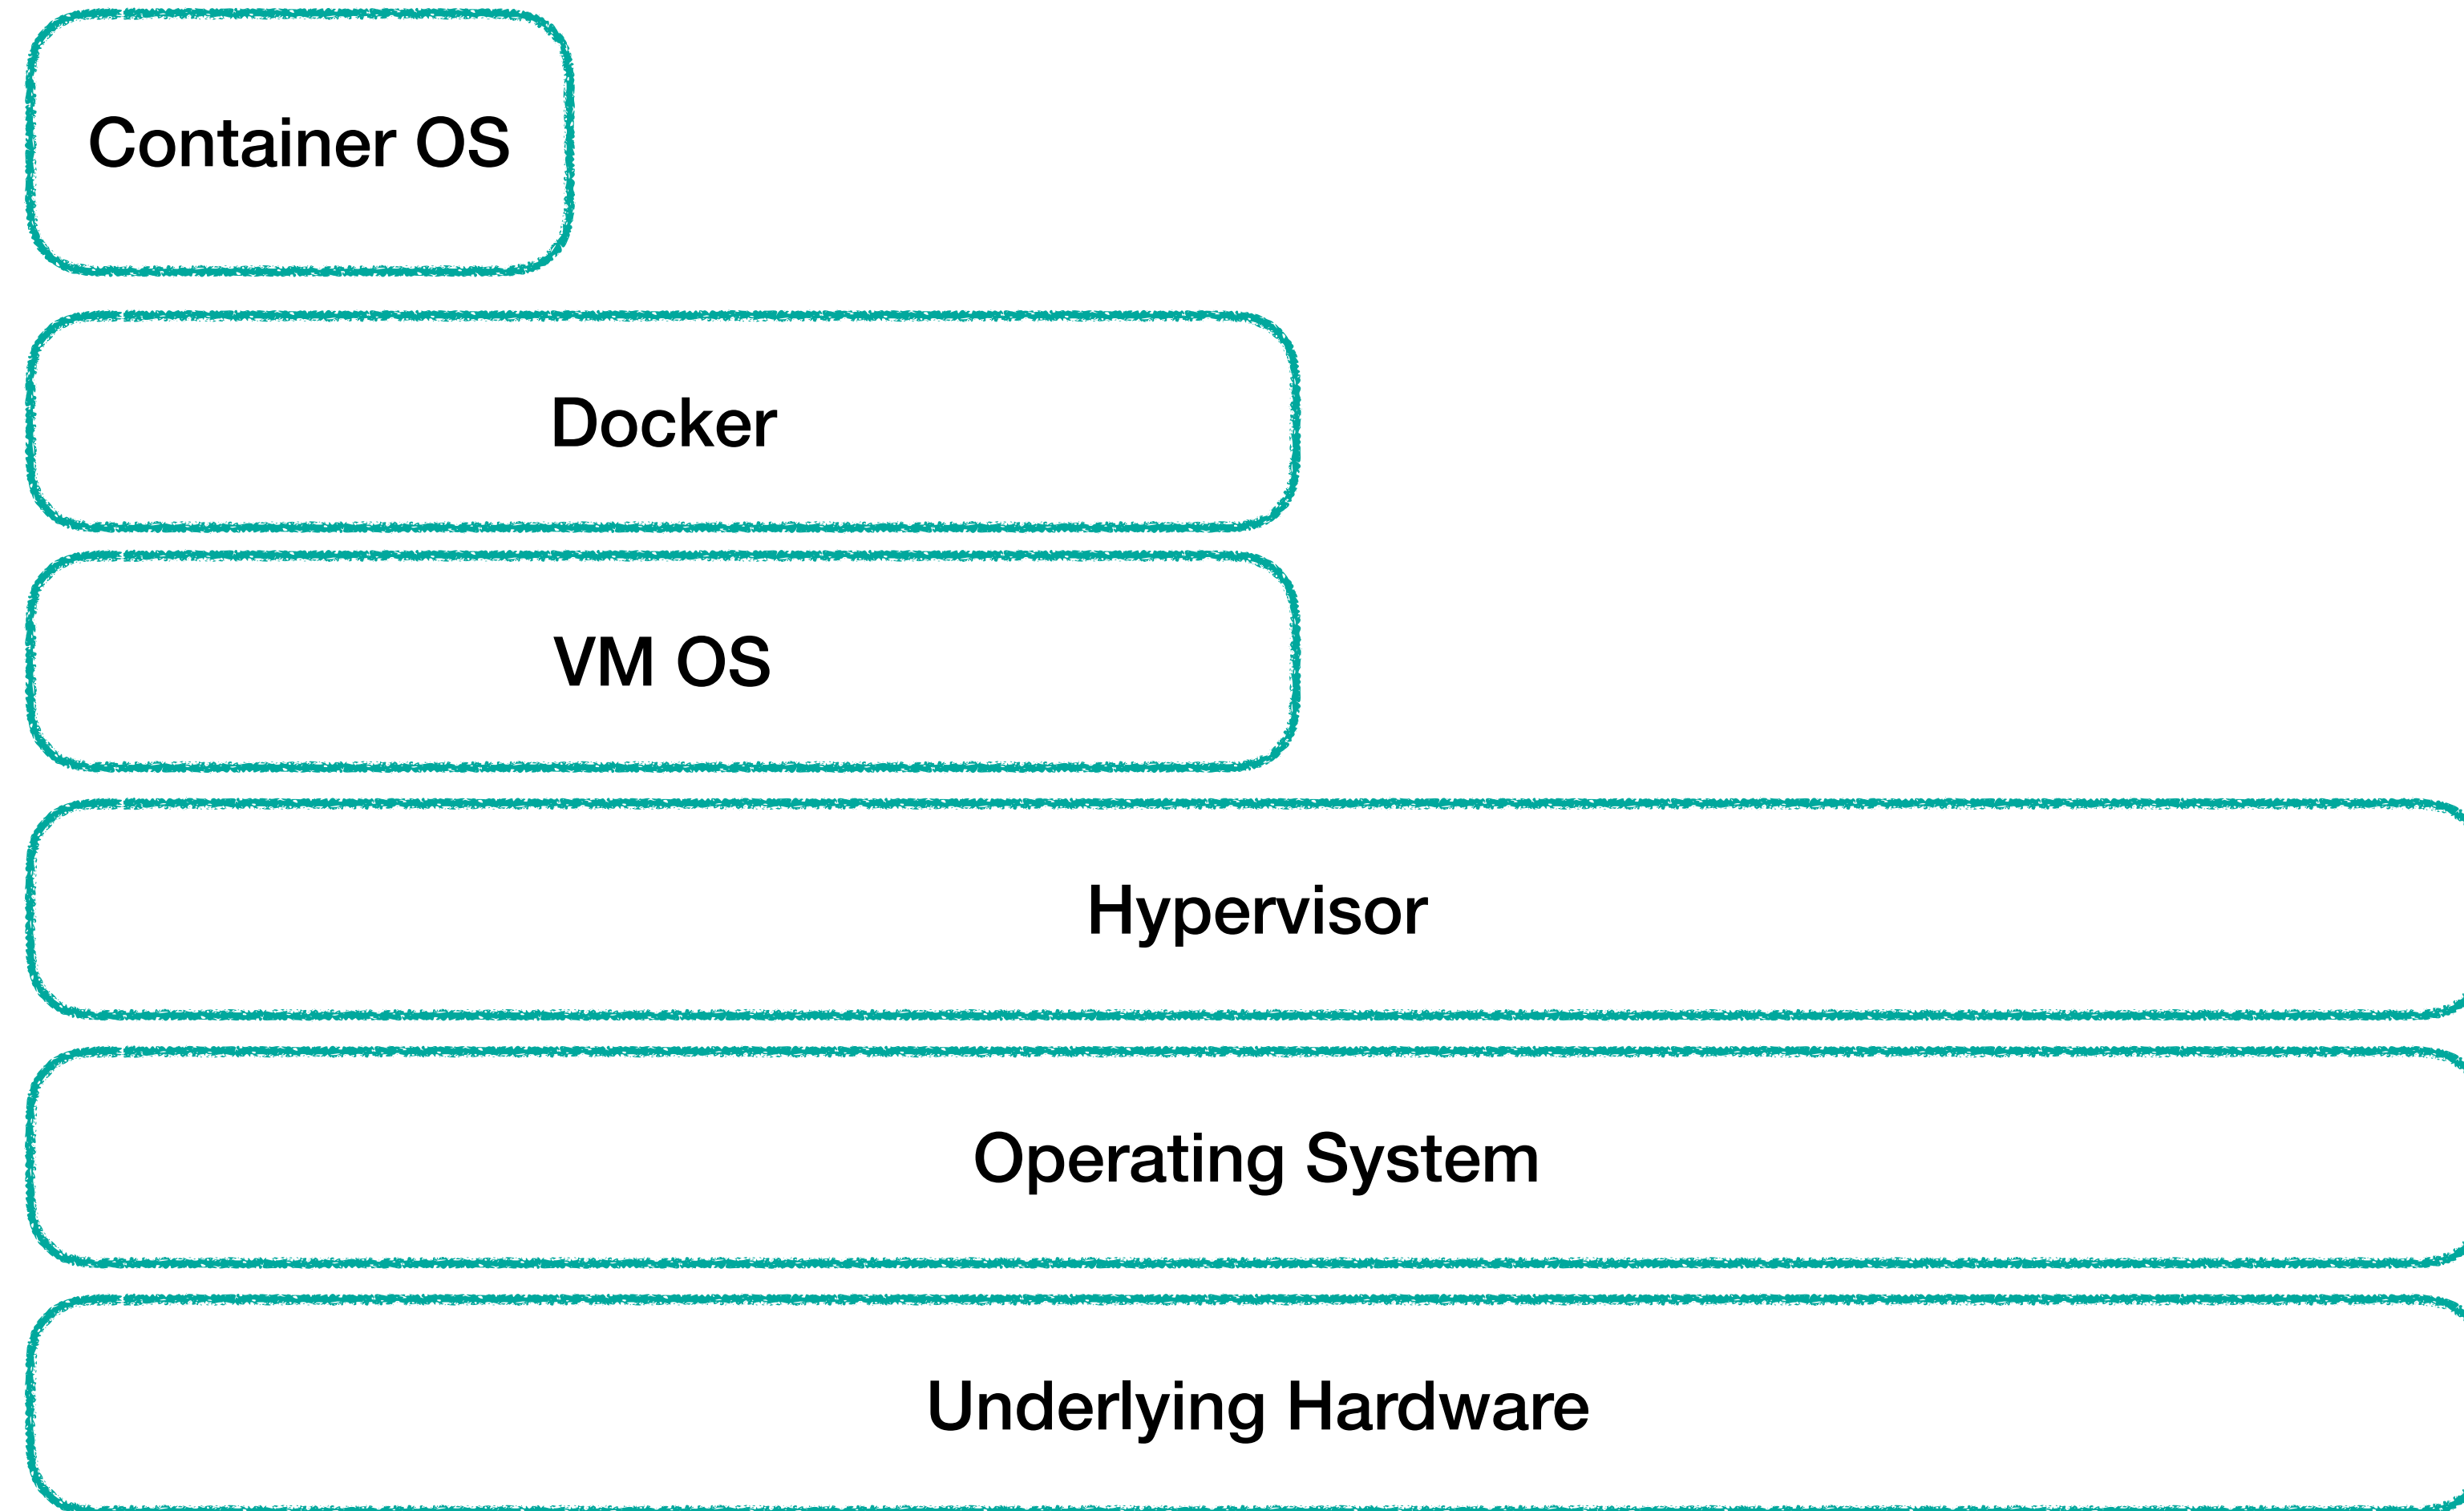 Container OS
Docker
VM OS
Hypervisor
Operating System
Underlying Hardware